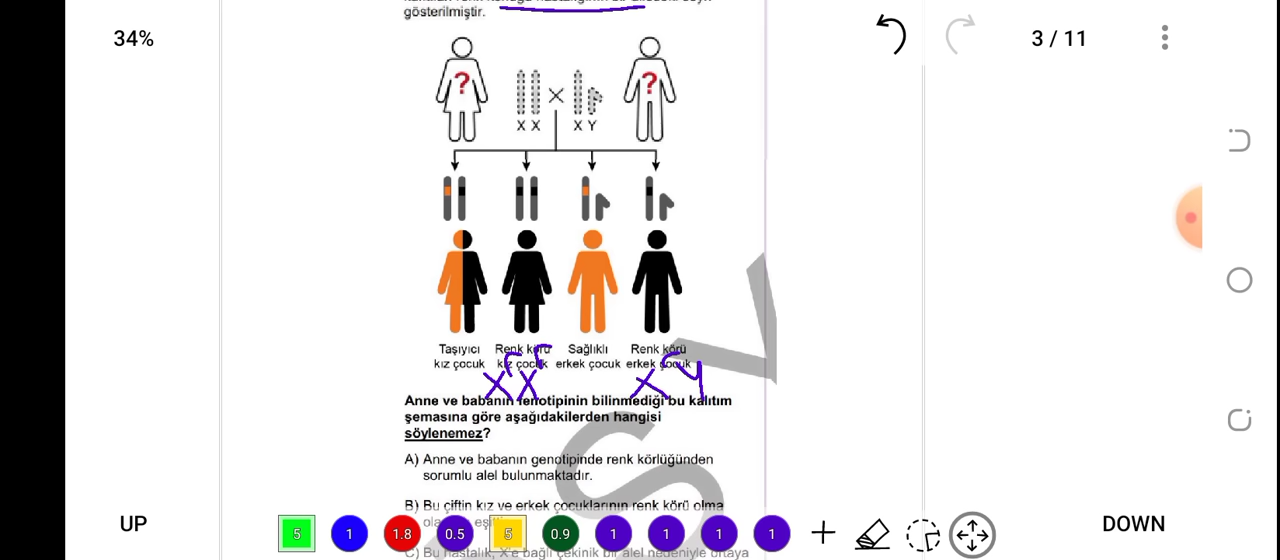 gösterilmiştir.
34%
3 / 11
? ?
X X X Y
Taşıyıcı kız çocuk
Renk körü kız çocuk
Sağlıklı erkek çocuk
Renk körü erkek çocuk
XʳXʳ XʳY
Anne ve babanın fenotipinin bilinmediği bu kalıtım
şemasına göre aşağıdakilerden hangisi
söylenemez?
A) Anne ve babanın genotipinde renk körlüğünden
sorumlu alel bulunmaktadır.
B) Bu çiftin kız ve erkek çocuklarının renk körü olma
C) Bu hastalık, X'e bağlı çekinik bir alel nedeniyle ortaya
UP
5 1 1.8 0.5 5 0.9 1 1 1 1
DOWN
S V